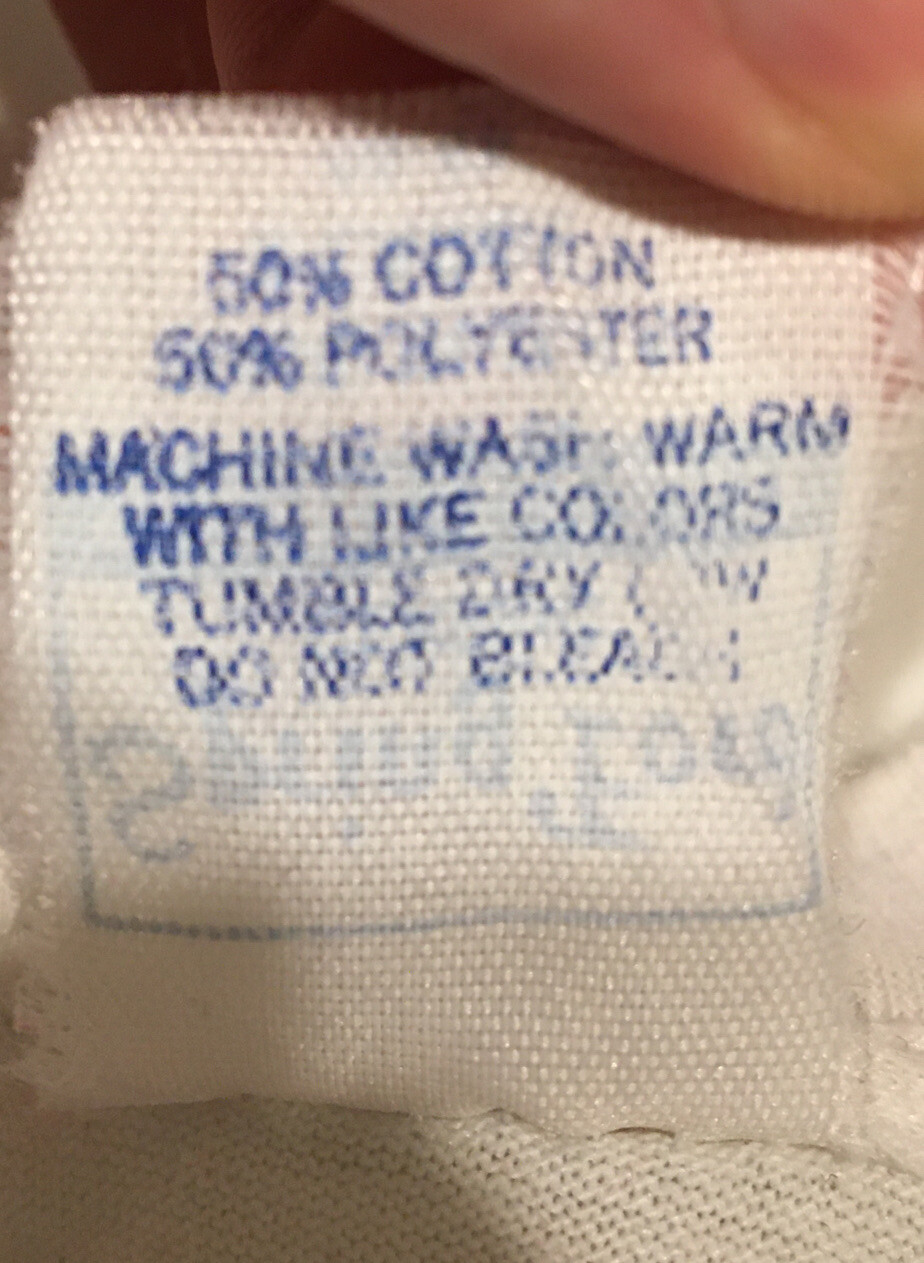 50% COTTON
50% POLYESTER
MACHINE WASH WARM
WITH LIKE COLORS
TUMBLE DRY LOW
DO NOT BLEACH